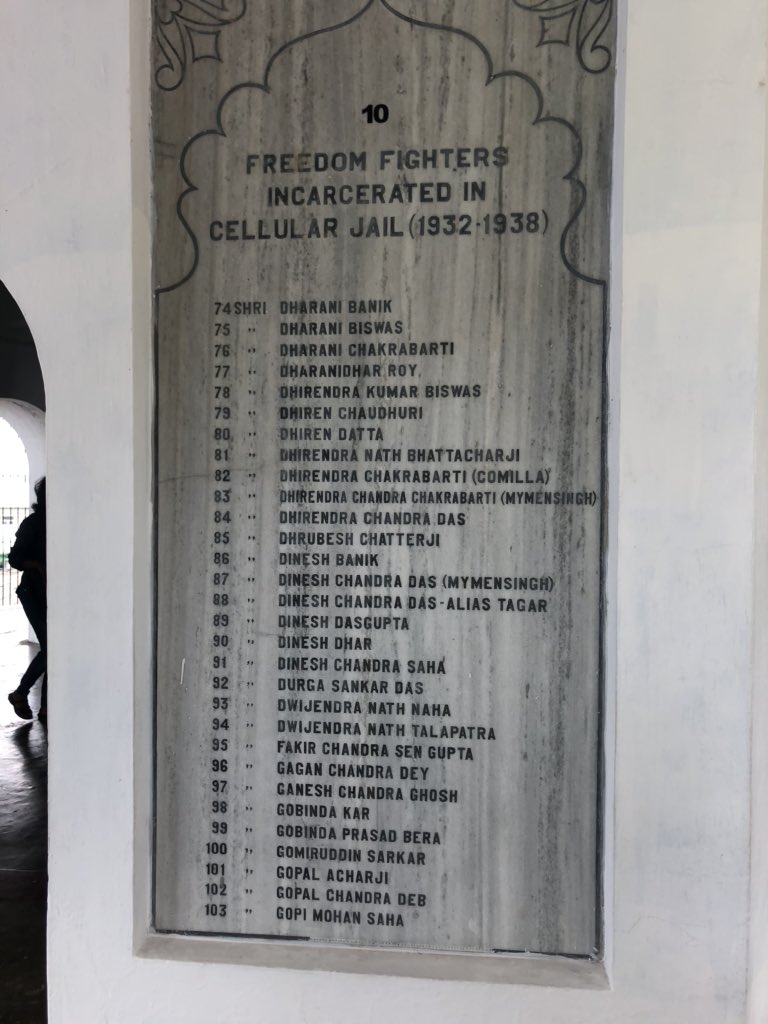 10
FREEDOM FIGHTERS
INCARCERATED IN
CELLULAR JAIL (1932-1938)
74 SHRI DHARANI BANIK
75 " DHARANI BISWAS
76 " DHARANI CHAKRABARTI
77 " DHARANIDHAR ROY
78 " DHIRENDRA KUMAR BISWAS
79 " DHIREN CHAUDHURI
80 " DHIREN DATTA
81 " DHIRENDRA NATH BHATTACHARJI
82 " DHIRENDRA CHAKRABARTI (COMILLA)
83 " DHIRENDRA CHANDRA CHAKRABARTI (MYMENSINGH)
84 " DHIRENDRA CHANDRA DAS
85 " DHRUBESH CHATTERJI
86 " DINESH BANIK
87 " DINESH CHANDRA DAS (MYMENSINGH)
88 " DINESH CHANDRA DAS-ALIAS TAGAR
89 " DINESH DASGUPTA
90 " DINESH DHAR
91 " DINESH CHANDRA SAHA
92 " DURGA SANKAR DAS
93 " DWIJENDRA NATH NAHA
94 " DWIJENDRA NATH TALAPATRA
95 " FAKIR CHANDRA SEN GUPTA
96 " GAGAN CHANDRA DEY
97 " GANESH CHANDRA GHOSH
98 " GOBINDA KAR
99 " GOBINDA PRASAD BERA
100 " GOMIRUDDIN SARKAR
101 " GOPAL ACHARJI
102 " GOPAL CHANDRA DEB
103 " GOPI MOHAN SAHA